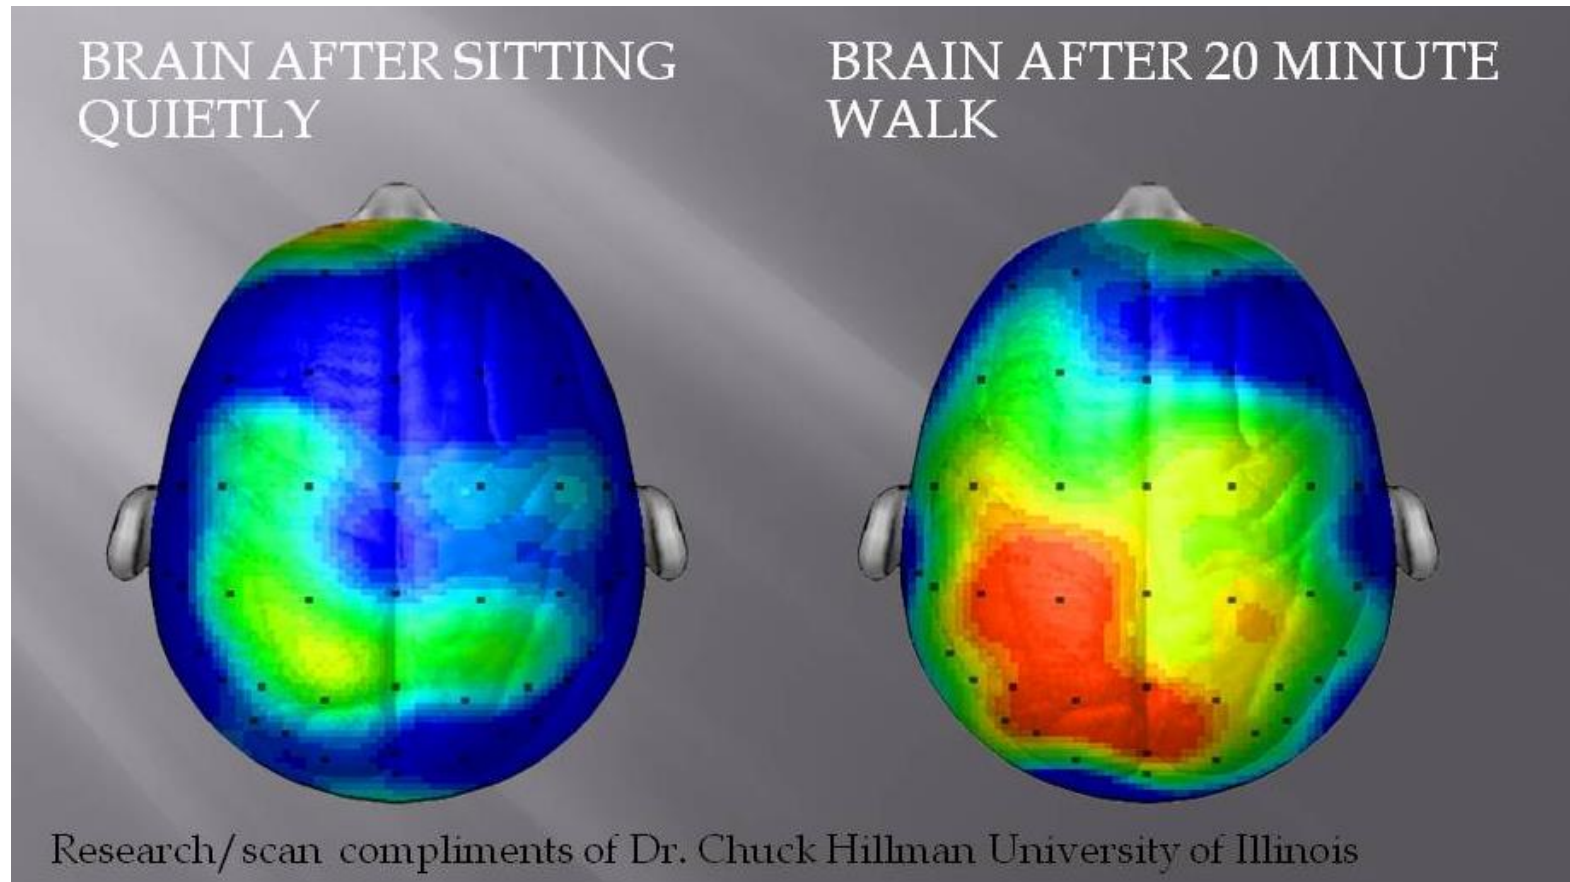 BRAIN AFTER SITTING
QUIETLY
BRAIN AFTER 20 MINUTE
WALK
Research/scan compliments of Dr. Chuck Hillman University of Illinois